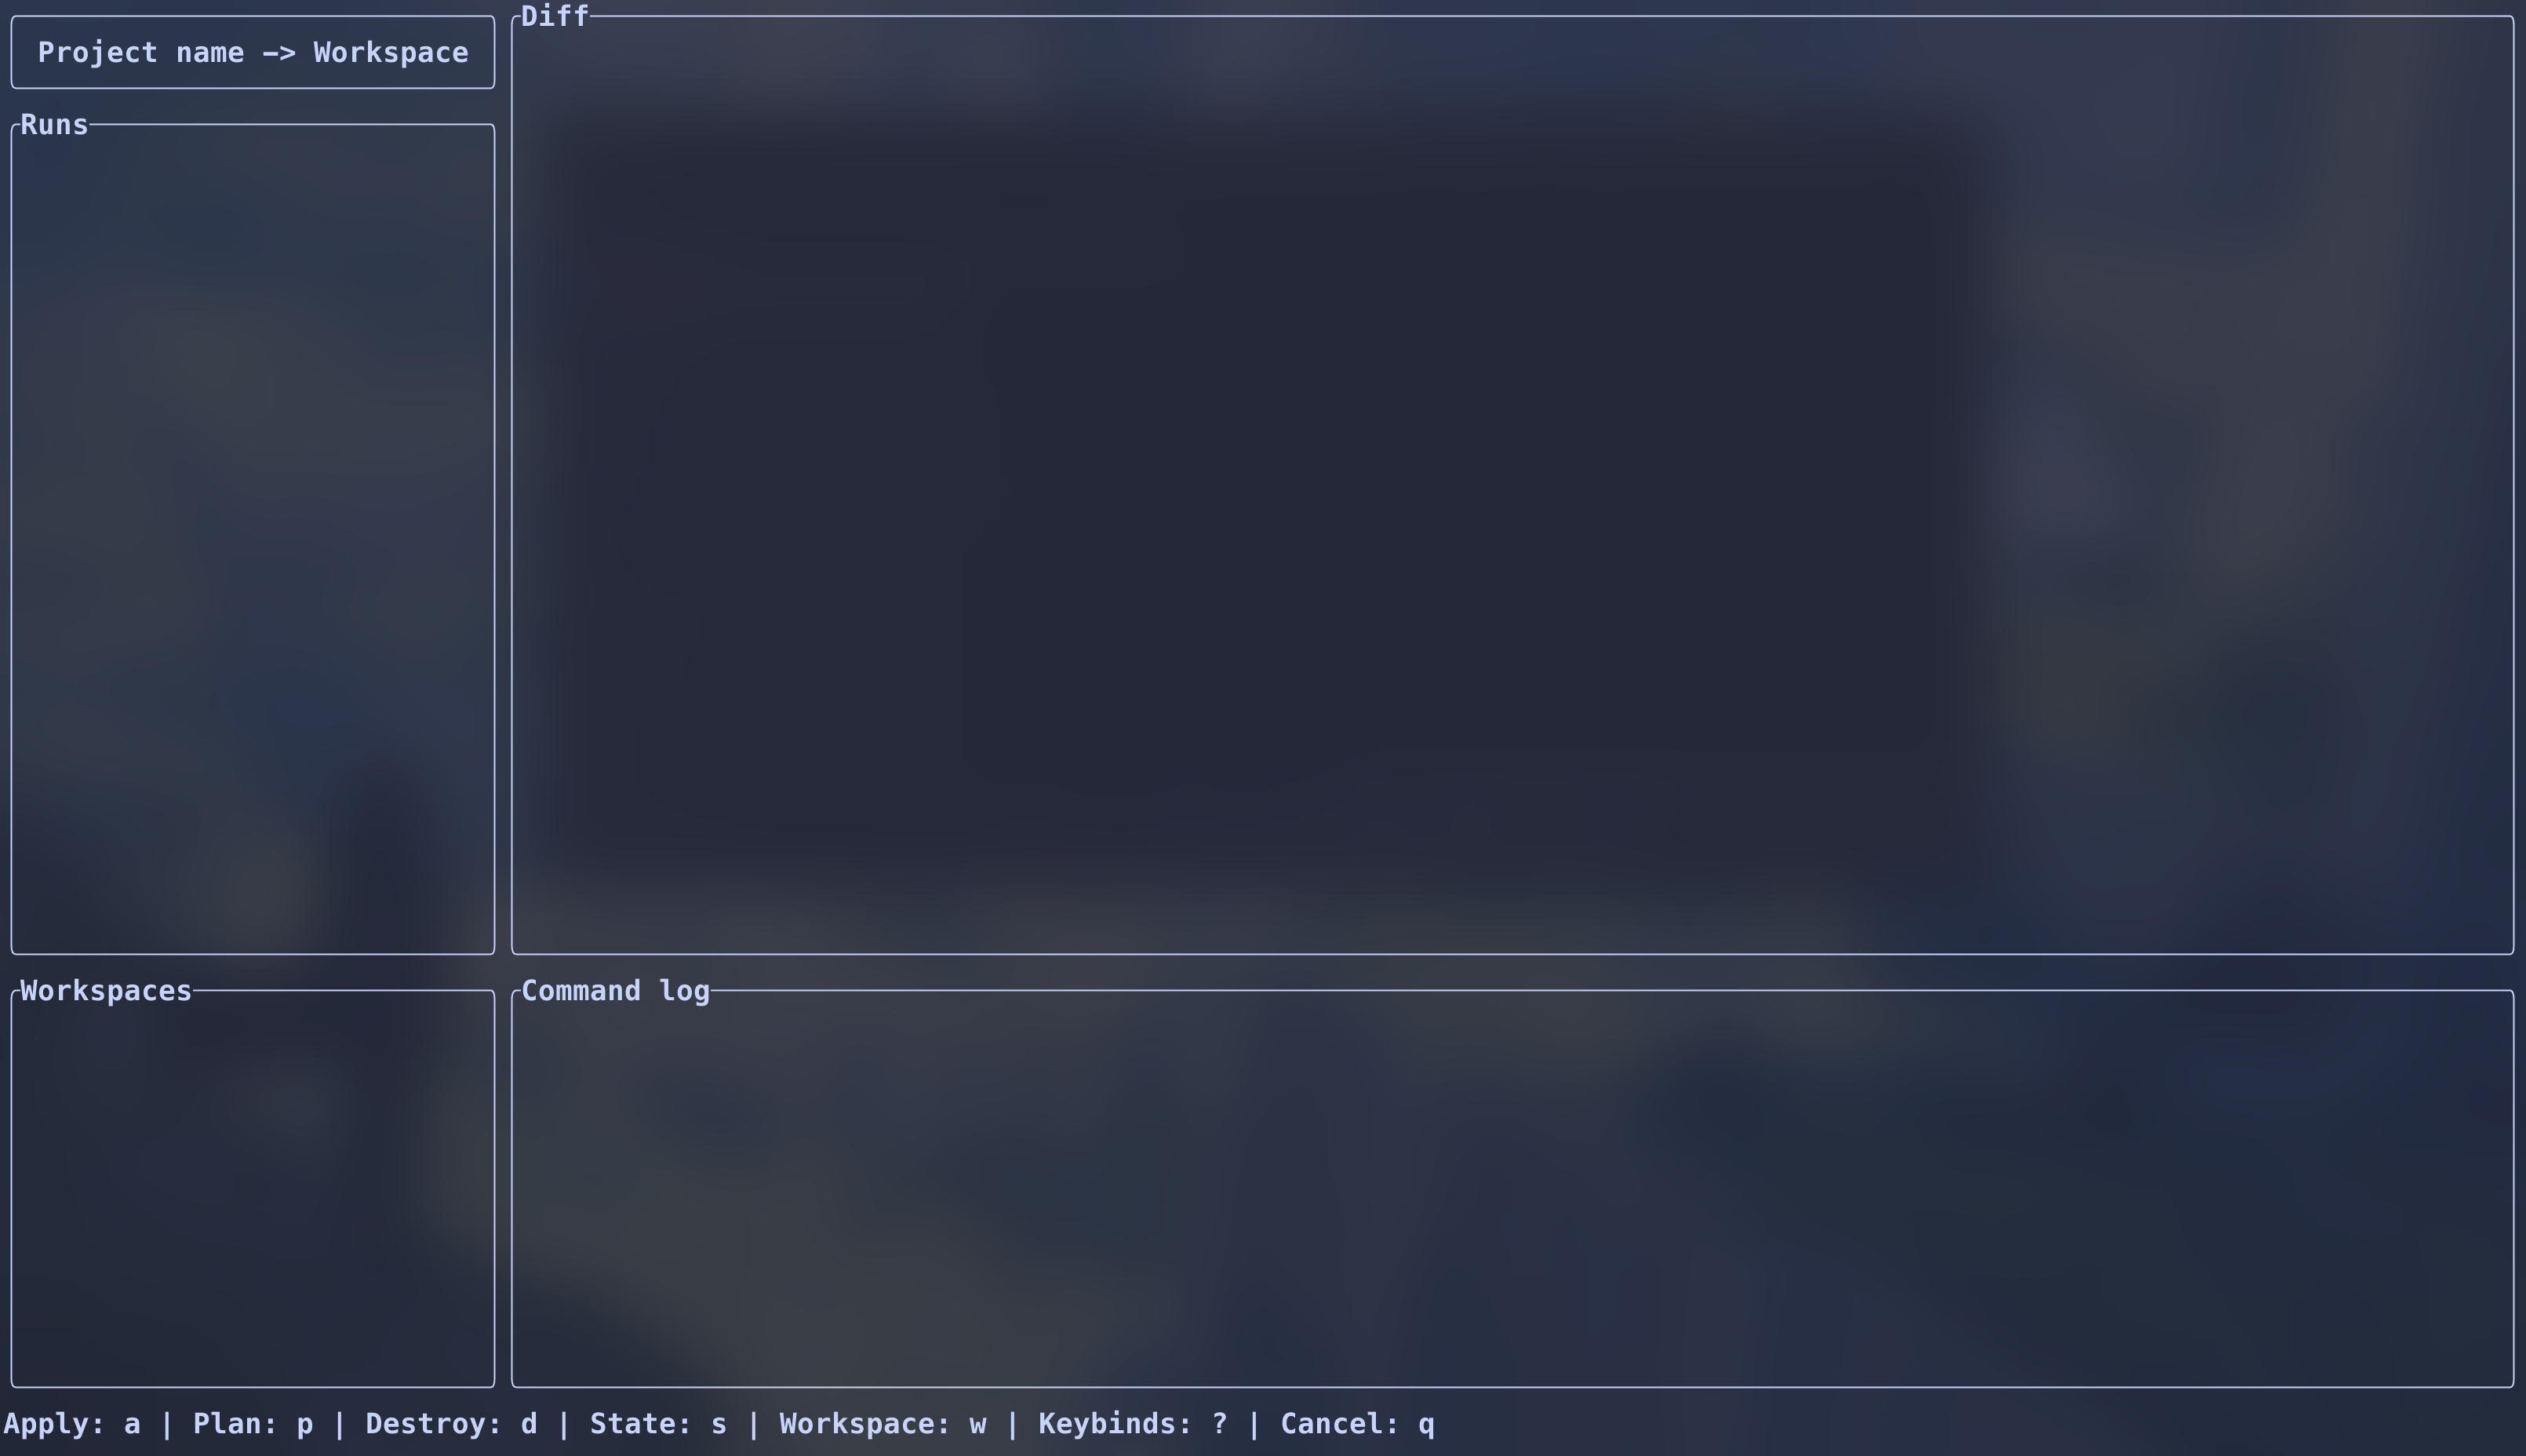 Project name —> Workspace
Runs
Diff
Workspaces
Command log
Apply: a | Plan: p | Destroy: d | State: s | Workspace: w | Keybinds: ? | Cancel: q